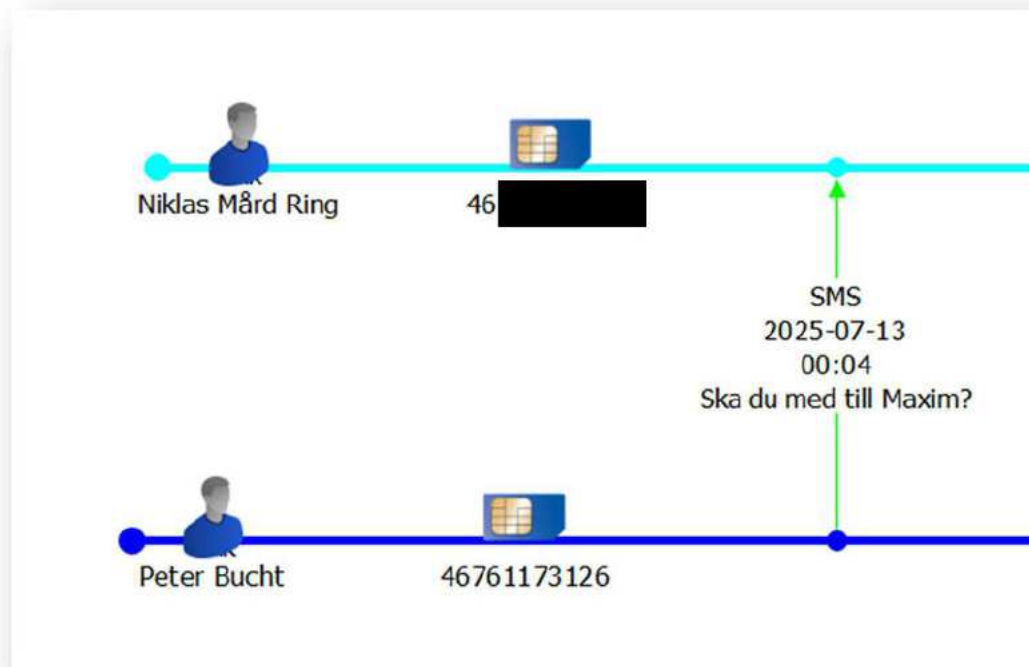 Niklas Mård Ring
46
SMS
2025-07-13
00:04
Ska du med till Maxim?
Peter Bucht
46761173126